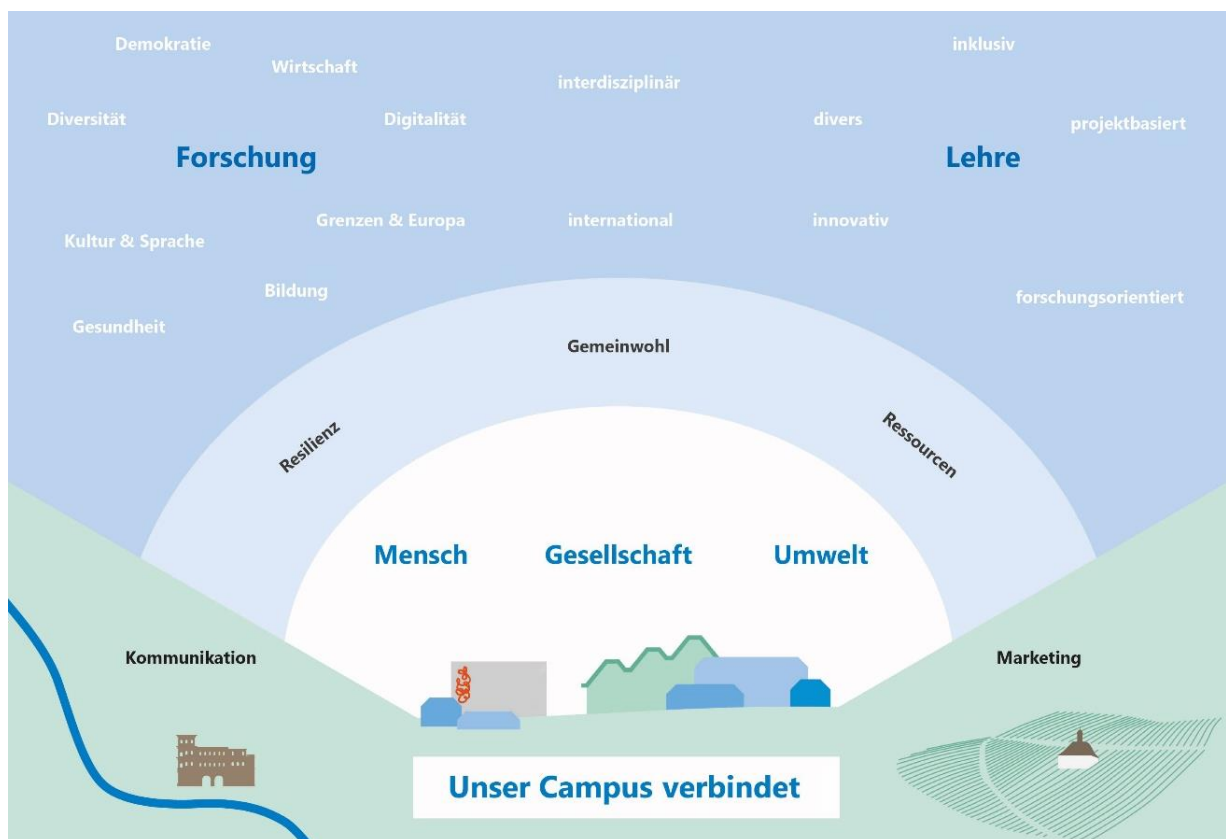 Demokratie
Wirtschaft
interdisziplinär
inklusiv
Diversität
Digitalität
divers
projektbasiert
Forschung
Lehre
Grenzen & Europa
international
innovativ
Kultur & Sprache
Bildung
forschungsorientiert
Gesundheit
Gemeinwohl
Resilienz
Ressourcen
Mensch
Gesellschaft
Umwelt
Kommunikation
Marketing
Unser Campus verbindet